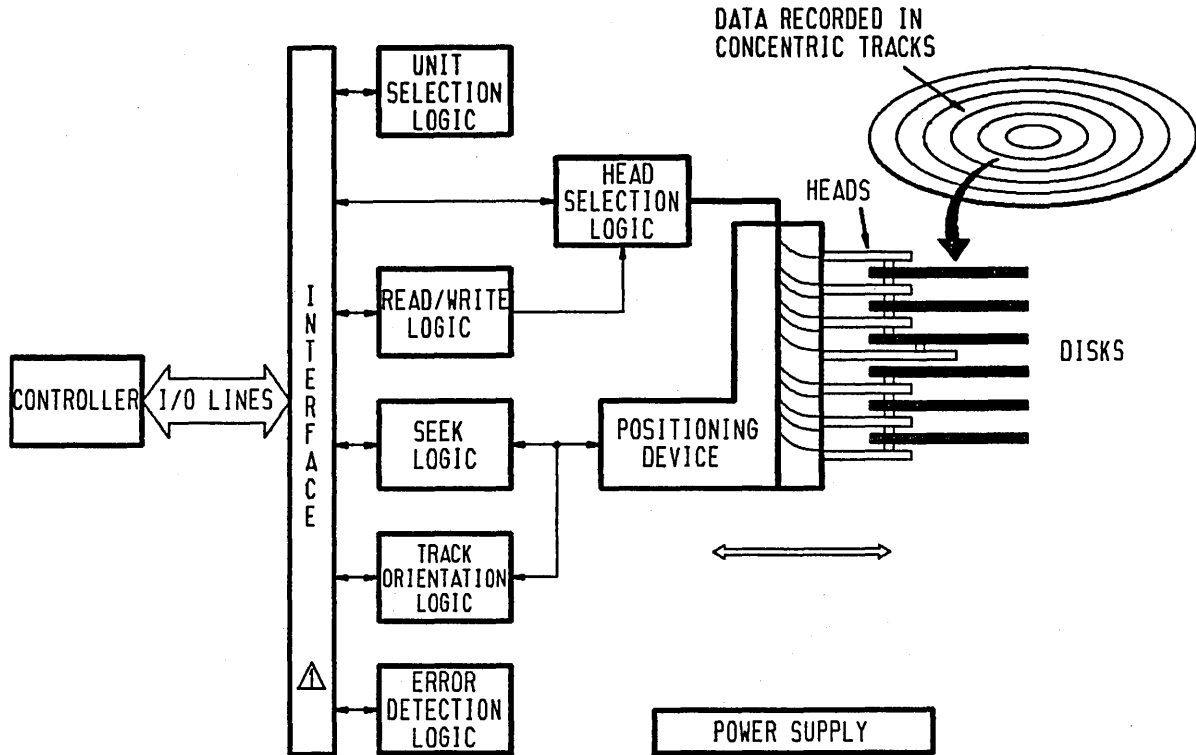 DATA RECORDED IN
CONCENTRIC TRACKS
UNIT
SELECTION
LOGIC
HEAD
SELECTION
LOGIC
HEADS
INTERFACE
READ/WRITE
LOGIC
DISKS
CONTROLLER
I/O LINES
SEEK
LOGIC
POSITIONING
DEVICE
TRACK
ORIENTATION
LOGIC
1
ERROR
DETECTION
LOGIC
POWER SUPPLY